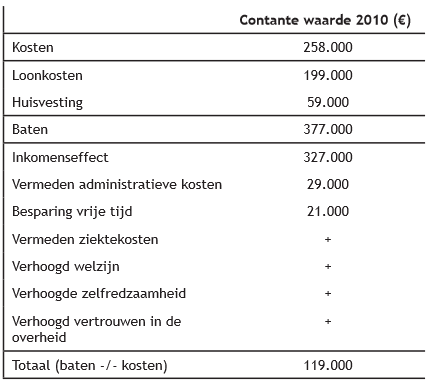 Contante waarde 2010 (€)
Kosten 258.000
Loonkosten 199.000
Huisvesting 59.000
Baten 377.000
Inkomenseffect 327.000
Vermeden administratieve kosten 29.000
Besparing vrije tijd 21.000
Vermeden ziektekosten +
Verhoogd welzijn +
Verhoogde zelfredzaamheid +
Verhoogd vertrouwen in de +
overheid
Totaal (baten -/- kosten) 119.000